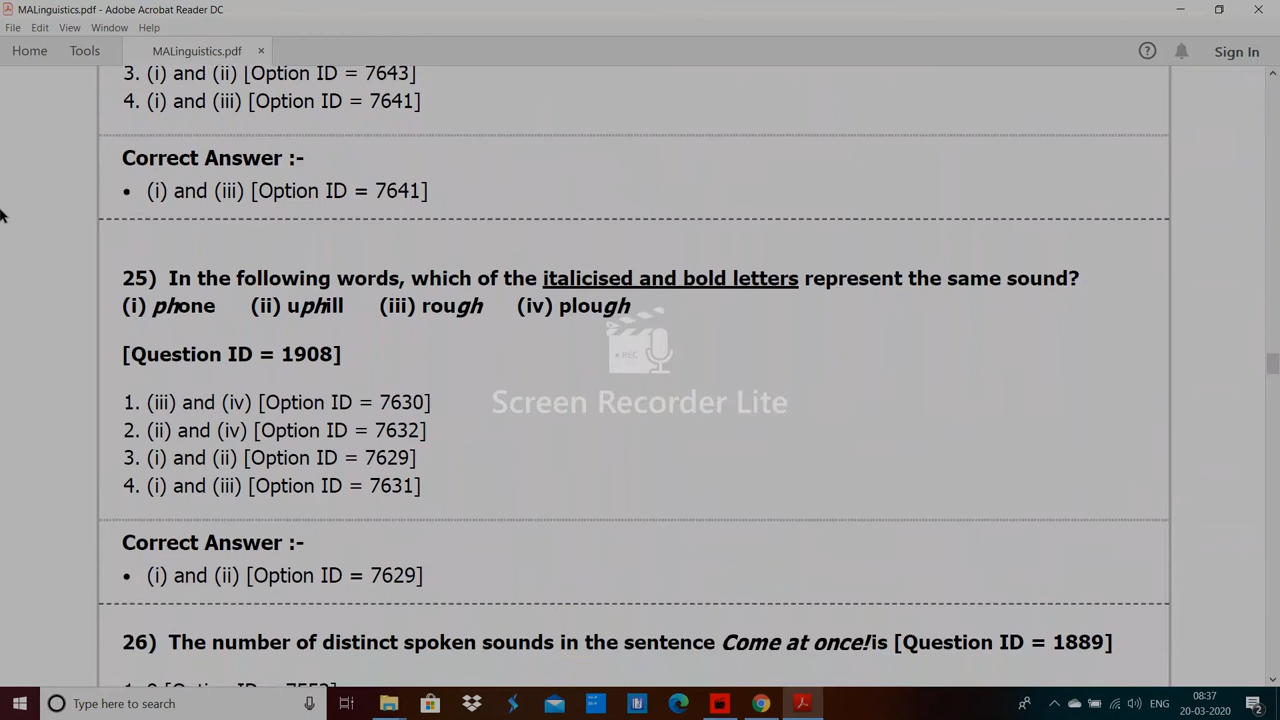 MALinguistics.pdf - Adobe Acrobat Reader DC
File Edit View Window Help
Home Tools MALinguistics.pdf × Sign In
3. (i) and (ii) [Option ID = 7643]
4. (i) and (iii) [Option ID = 7641]
Correct Answer :-
• (i) and (iii) [Option ID = 7641]
25) In the following words, which of the italicised and bold letters represent the same sound?
(i) phone (ii) uphill (iii) rough (iv) plough
REC
[Question ID = 1908]
Screen Recorder Lite
1. (iii) and (iv) [Option ID = 7630]
2. (ii) and (iv) [Option ID = 7632]
3. (i) and (ii) [Option ID = 7629]
4. (i) and (iii) [Option ID = 7631]
Correct Answer :-
• (i) and (ii) [Option ID = 7629]
26) The number of distinct spoken sounds in the sentence Come at once! is [Question ID = 1889]
Type here to search
ENG
08:37
20-03-2020
2